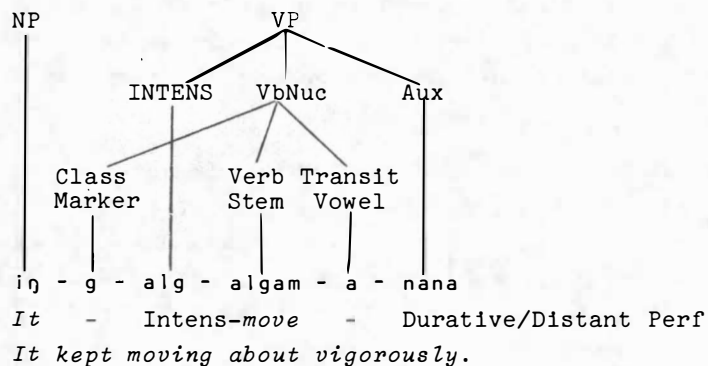 NP VP
INTENS VbNuc Aux
Class Verb Transit
Marker Stem Vowel
iŋ - g - alg - algam - a - nana
It - Intens-move - Durative/Distant Perf
It kept moving about vigorously.